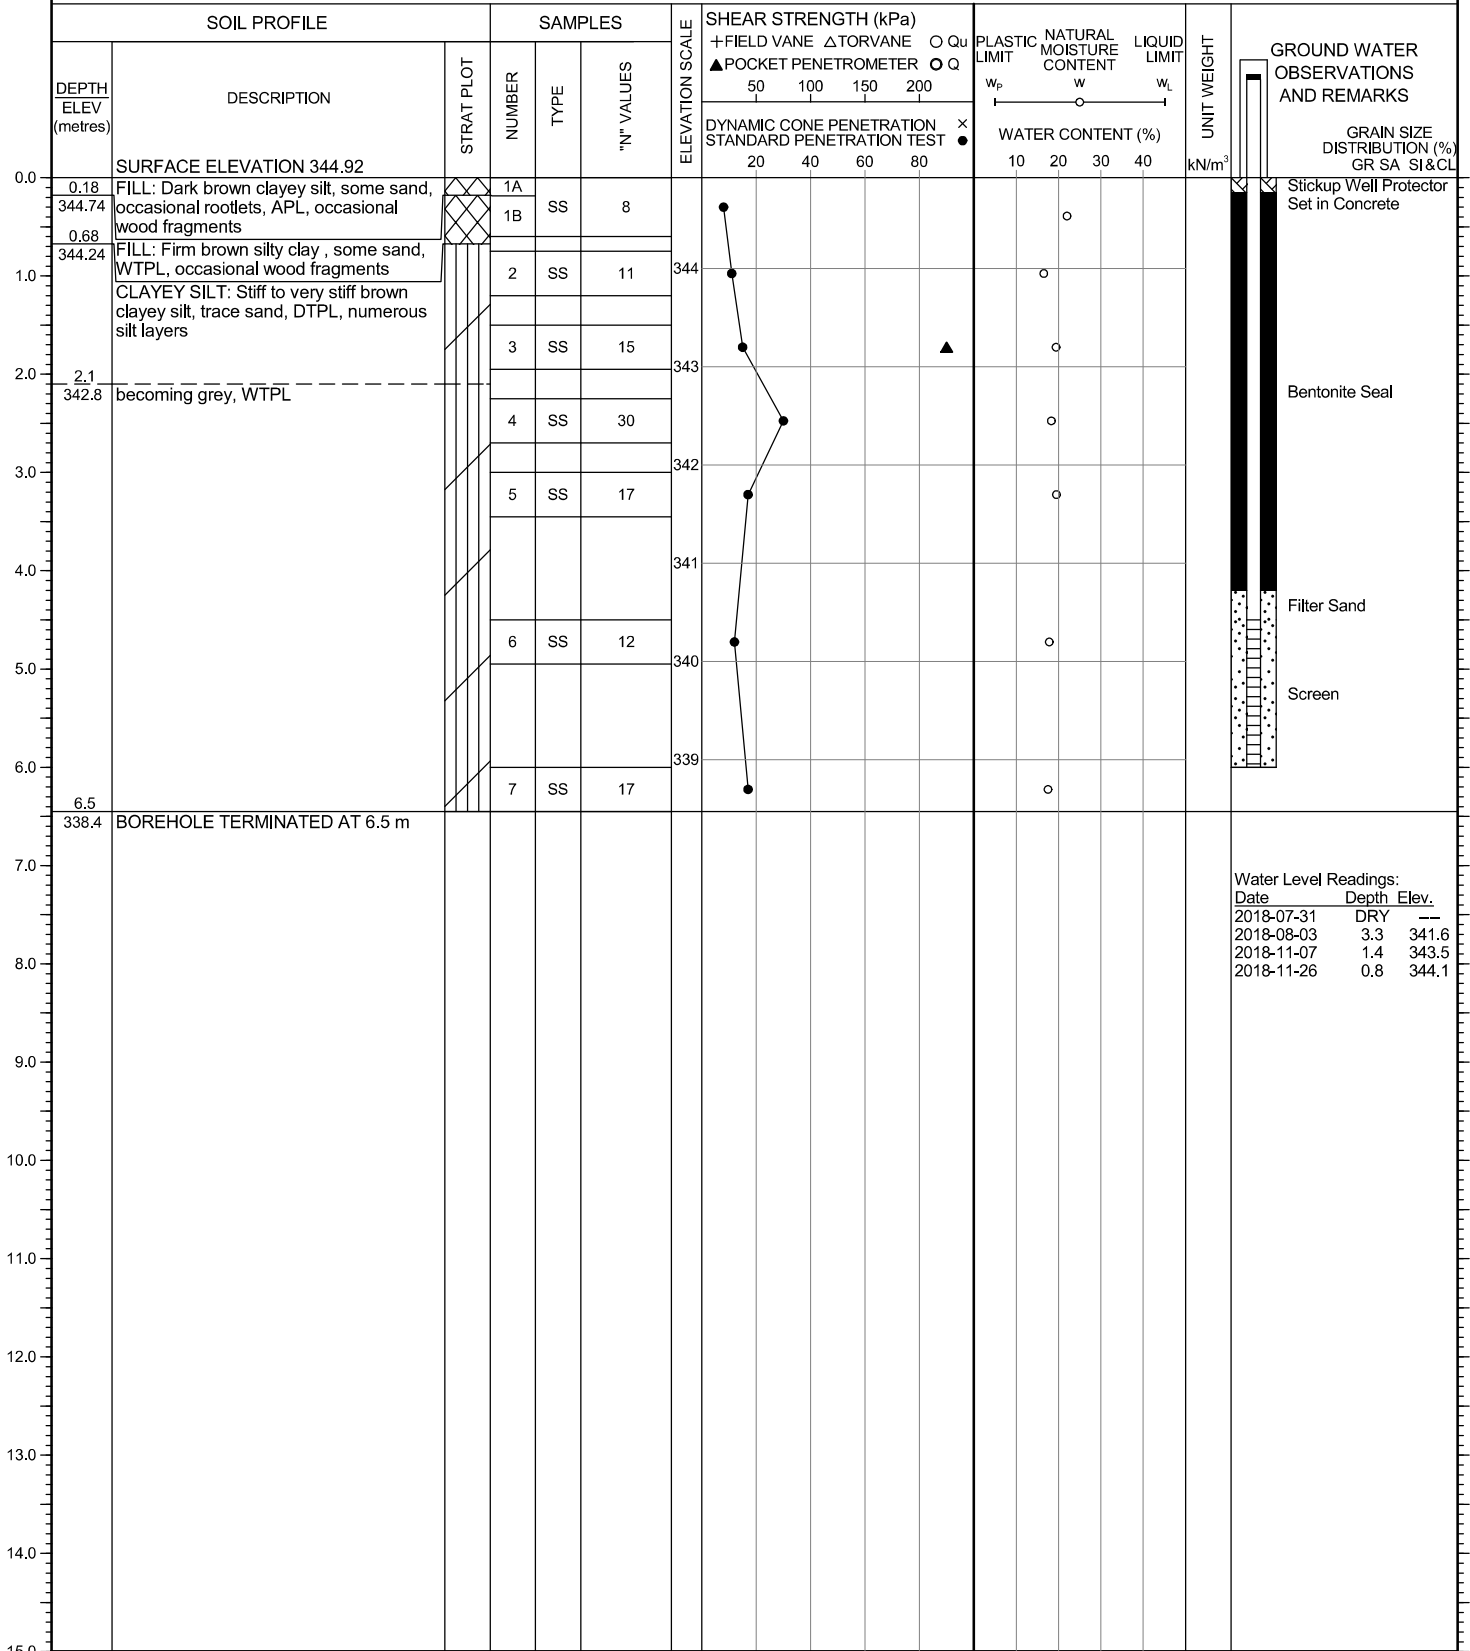 SOIL PROFILE
SAMPLES
DEPTH
ELEV
(metres)
DESCRIPTION
STRAT PLOT
NUMBER
TYPE
"N" VALUES
ELEVATION SCALE
SHEAR STRENGTH (kPa)
+FIELD VANE △TORVANE ○ Qu
▲POCKET PENETROMETER O Q
50 100 150 200
DYNAMIC CONE PENETRATION ×
STANDARD PENETRATION TEST ●
20 40 60 80
PLASTIC LIMIT
NATURAL MOISTURE CONTENT
LIQUID LIMIT
WP W WL
WATER CONTENT (%)
10 20 30 40
UNIT WEIGHT
kN/m³
GROUND WATER
OBSERVATIONS
AND REMARKS
GRAIN SIZE
DISTRIBUTION (%)
GR SA SI&CL
SURFACE ELEVATION 344.92
0.0
0.18
344.74
FILL: Dark brown clayey silt, some sand,
occasional rootlets, APL, occasional
wood fragments
1A
1B SS 8
Stickup Well Protector
Set in Concrete
0.68
344.24
FILL: Firm brown silty clay , some sand,
WTPL, occasional wood fragments
1.0
2 SS 11
344
CLAYEY SILT: Stiff to very stiff brown
clayey silt, trace sand, DTPL, numerous
silt layers
3 SS 15
343
2.0
2.1
342.8
becoming grey, WTPL
Bentonite Seal
4 SS 30
342
3.0
5 SS 17
341
4.0
Filter Sand
6 SS 12
340
5.0
Screen
339
6.0
7 SS 17
6.5
338.4
BOREHOLE TERMINATED AT 6.5 m
7.0
Water Level Readings:
Date Depth Elev.
2018-07-31 DRY ---
2018-08-03 3.3 341.6
2018-11-07 1.4 343.5
2018-11-26 0.8 344.1
8.0
9.0
10.0
11.0
12.0
13.0
14.0
15.0